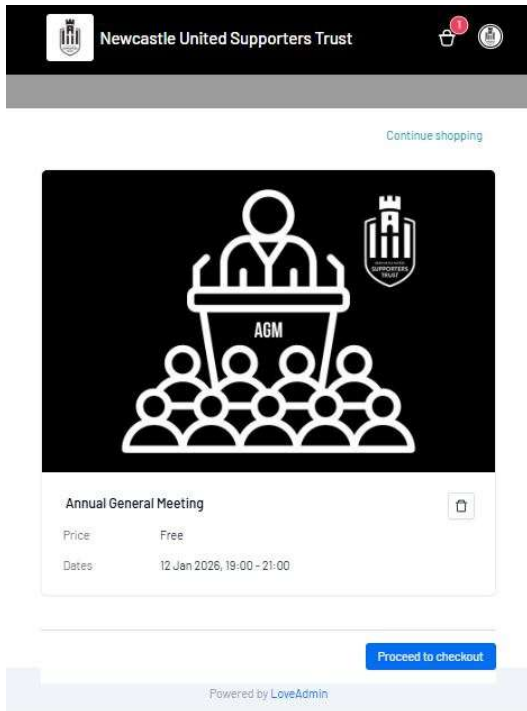 Newcastle United Supporters Trust
1
Continue shopping
SUPPORTERS
TRUST
AGM
Annual General Meeting
Price Free
Dates 12 Jan 2026, 19:00 - 21:00
Proceed to checkout
Powered by LoveAdmin